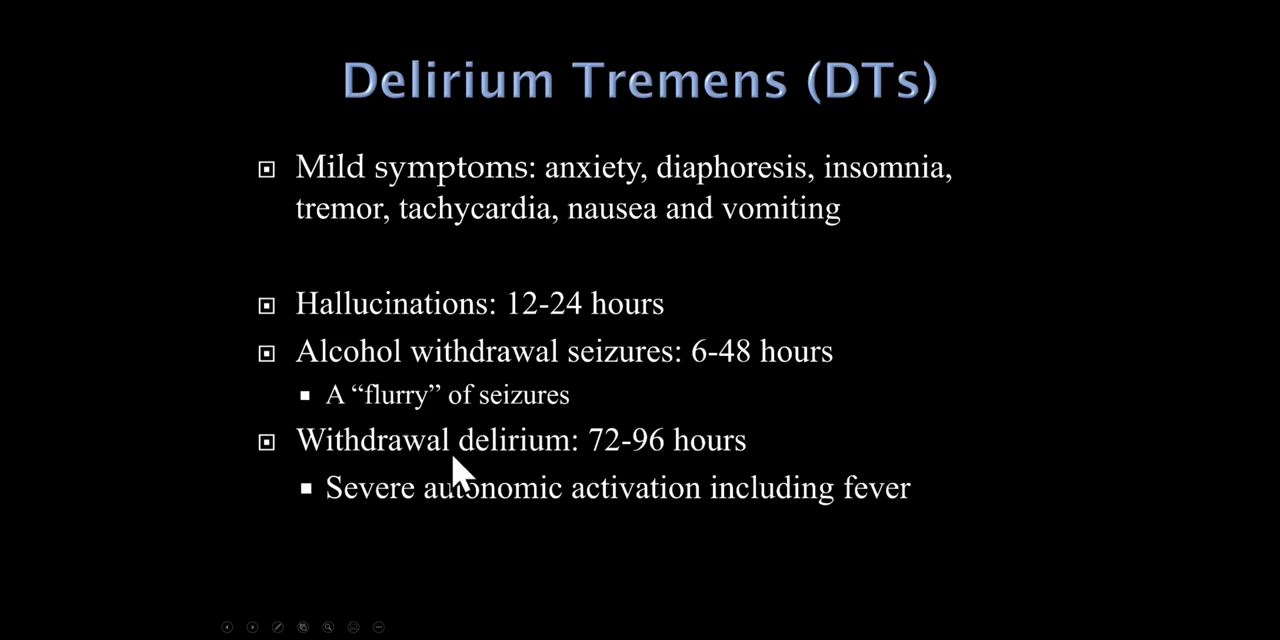 Delirium Tremens (DTs)
Mild symptoms: anxiety, diaphoresis, insomnia,
tremor, tachycardia, nausea and vomiting
Hallucinations: 12-24 hours
Alcohol withdrawal seizures: 6-48 hours
A “flurry” of seizures
Withdrawal delirium: 72-96 hours
Severe autonomic activation including fever